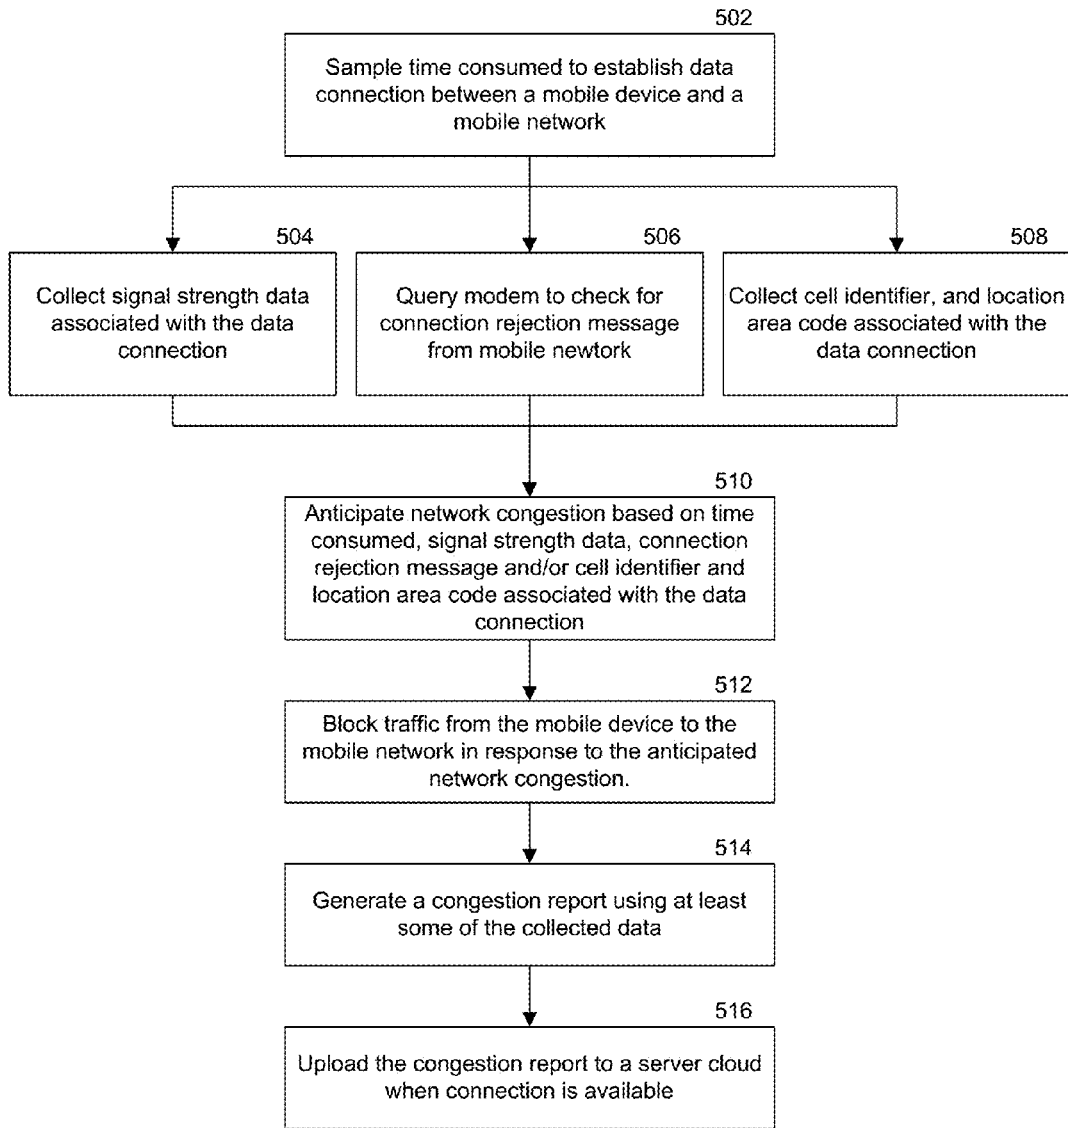 502
Sample time consumed to establish data
connection between a mobile device and a
mobile network
504
Collect signal strength data
associated with the data
connection
506
Query modem to check for
connection rejection message
from mobile newtork
508
Collect cell identifier, and location
area code associated with the
data connection
510
Anticipate network congestion based on time
consumed, signal strength data, connection
rejection message and/or cell identifier and
location area code associated with the data
connection
512
Block traffic from the mobile device to the
mobile network in response to the anticipated
network congestion.
514
Generate a congestion report using at least
some of the collected data
516
Upload the congestion report to a server cloud
when connection is available